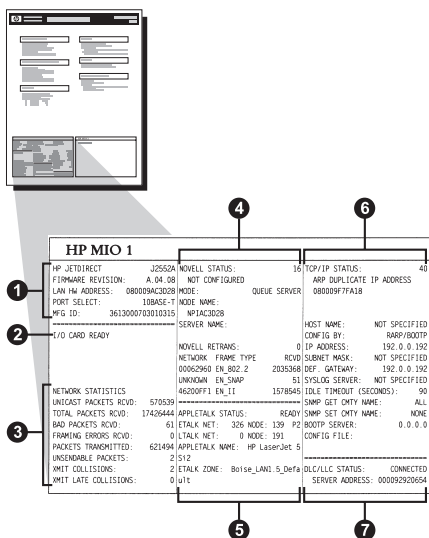 hp
4
6
HP MIO 1
1
HP JETDIRECT J2552A
FIRMWARE REVISION: A.04.08
LAN HW ADDRESS: 080009AC3D28
PORT SELECT: 10BASE-T
MFG ID: 3613000703010315
2
I/O CARD READY
3
NETWORK STATISTICS
UNICAST PACKETS RCVD: 570539
TOTAL PACKETS RCVD: 17426444
BAD PACKETS RCVD: 61
FRAMING ERRORS RCVD: 0
PACKETS TRANSMITTED: 621494
UNSENDABLE PACKETS: 2
XMIT COLLISIONS: 2
XMIT LATE COLLISIONS: 0
NOVELL STATUS: 16
NOT CONFIGURED
MODE: QUEUE SERVER
NODE NAME:
NPIAC3D28
SERVER NAME:
NOVELL RETRANS: 0
NETWORK FRAME TYPE RCVD
00062960 EN_802.2 2035368
UNKNOWN EN_SNAP 51
46200FF1 EN_II 1578545
APPLETALK STATUS: READY
ETALK NET: 326 NODE: 139 P2
LTALK NET: 0 NODE: 191
APPLETALK NAME: HP LaserJet 5
Si2
ETALK ZONE: Boise_LAN1.5_Defa
ult
5
TCP/IP STATUS: 40
ARP DUPLICATE IP ADDRESS
080009F7FA18
HOST NAME: NOT SPECIFIED
CONFIG BY: RARP/BOOTP
IP ADDRESS: 192.0.0.192
SUBNET MASK: NOT SPECIFIED
DEF. GATEWAY: 192.0.0.192
SYSLOG SERVER: NOT SPECIFIED
IDLE TIMEOUT (SECONDS): 90
SNMP GET CMTY NAME: ALL
SNMP SET CMTY NAME: NONE
BOOTP SERVER: 0.0.0.0
CONFIG FILE:
DLC/LLC STATUS: CONNECTED
SERVER ADDRESS: 000092920654
7